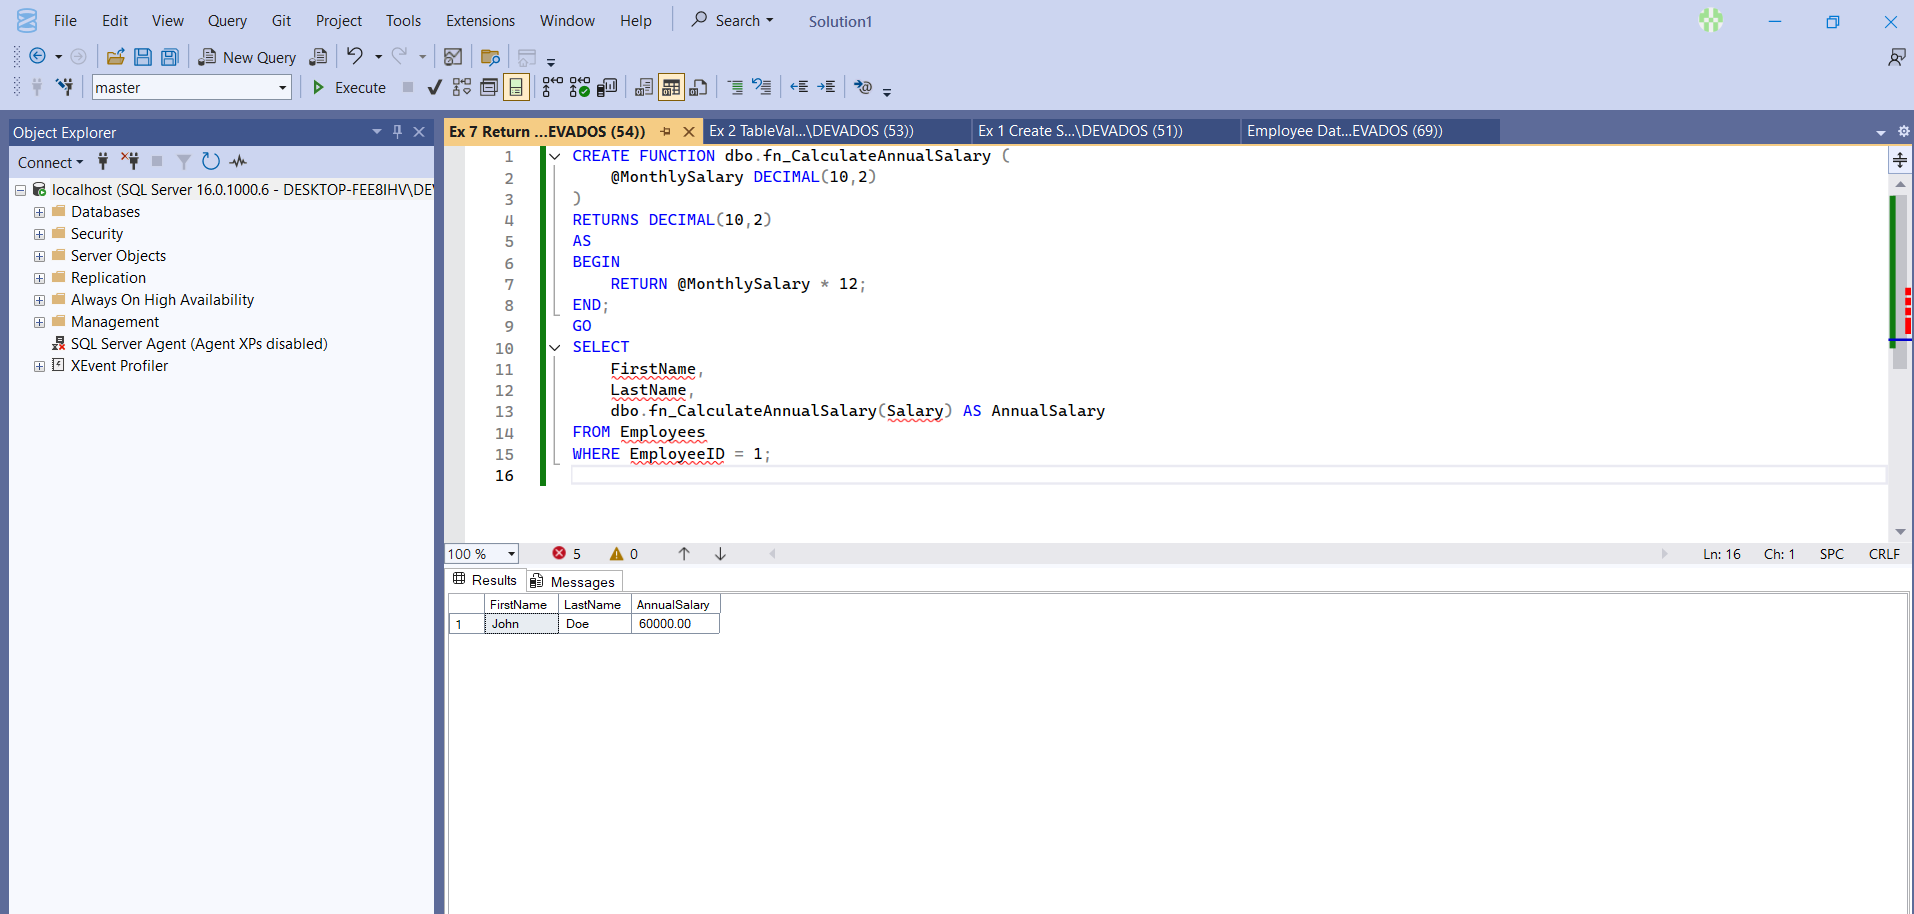 File Edit View Query Git Project Tools Extensions Window Help Search Solution1
New Query
master Execute
Object Explorer
Connect
localhost (SQL Server 16.0.1000.6 - DESKTOP-FEE8IHV\DE
Databases
Security
Server Objects
Replication
Always On High Availability
Management
SQL Server Agent (Agent XPs disabled)
XEvent Profiler
Ex 7 Return ...EVADOS (54)) Ex 2 TableVal...\DEVADOS (53)) Ex 1 Create S...\DEVADOS (51)) Employee Dat...EVADOS (69))
1 CREATE FUNCTION dbo.fn_CalculateAnnualSalary (
2 @MonthlySalary DECIMAL(10,2)
3 )
4 RETURNS DECIMAL(10,2)
5 AS
6 BEGIN
7 RETURN @MonthlySalary * 12;
8 END;
9 GO
10 SELECT
11 FirstName,
12 LastName,
13 dbo.fn_CalculateAnnualSalary(Salary) AS AnnualSalary
14 FROM Employees
15 WHERE EmployeeID = 1;
16
100 % 5 0 Ln: 16 Ch: 1 SPC CRLF
Results Messages
FirstName LastName AnnualSalary
1 John Doe 60000.00